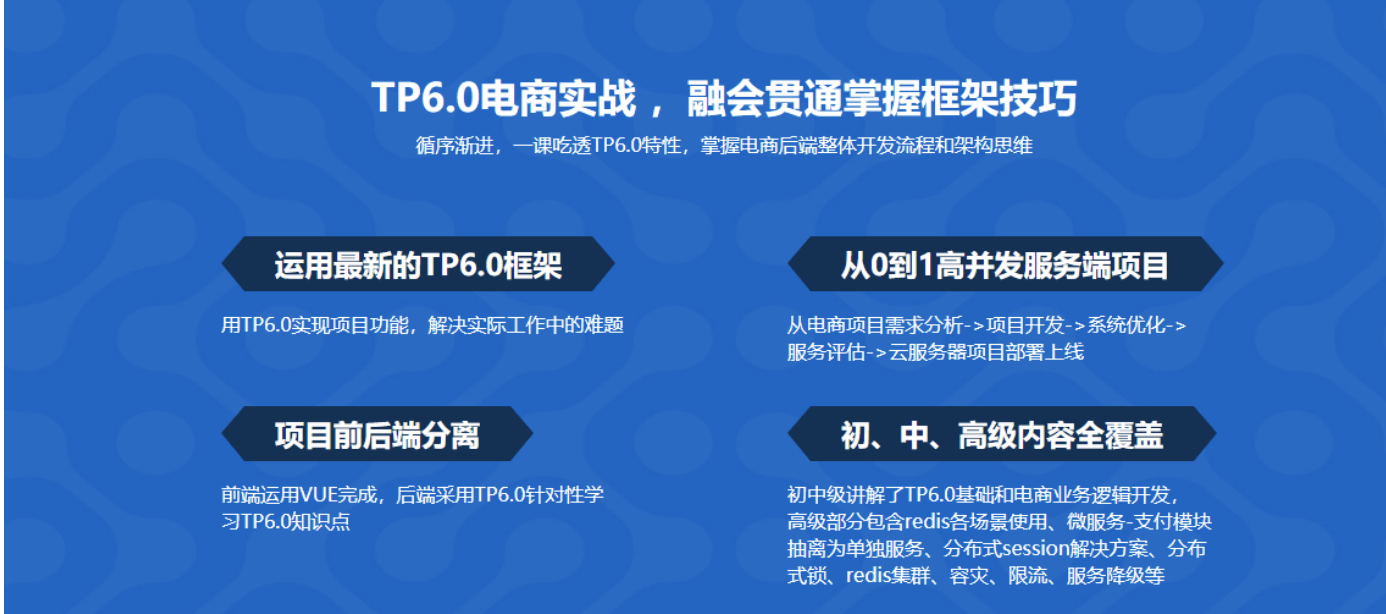 TP6.0电商实战，融会贯通掌握框架技巧
循序渐进，一课吃透TP6.0特性，掌握电商后端整体开发流程和架构思维
运用最新的TP6.0框架
用TP6.0实现项目功能，解决实际工作中的难题
从0到1高并发服务端项目
从电商项目需求分析->项目开发->系统优化->
服务评估->云服务器项目部署上线
项目前后端分离
前端运用VUE完成，后端采用TP6.0针对性学
习TP6.0知识点
初、中、高级内容全覆盖
初中级讲解了TP6.0基础和电商业务逻辑开发，
高级部分包含redis各场景使用、微服务-支付模块
抽离为单独服务、分布式session解决方案、分布
式锁、redis集群、容灾、限流、服务降级等